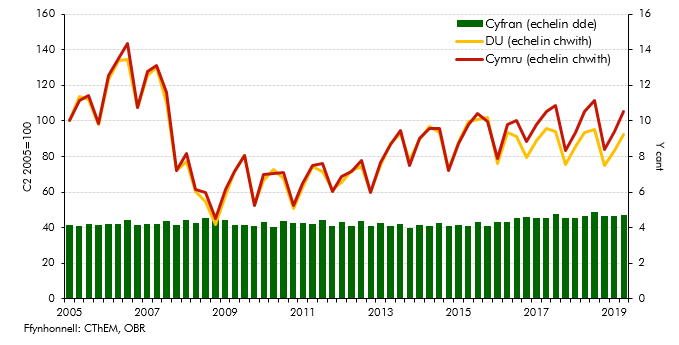 160
140
120
100
80
60
40
20
0
C2 2005=100
Cyfran (echelin dde)
DU (echelin chwith)
Cymru (echelin chwith)
16
14
12
10
8
6
4
2
0
Y cant
2005 2007 2009 2011 2013 2015 2017 2019
Ffynhonnell: CThEM, OBR